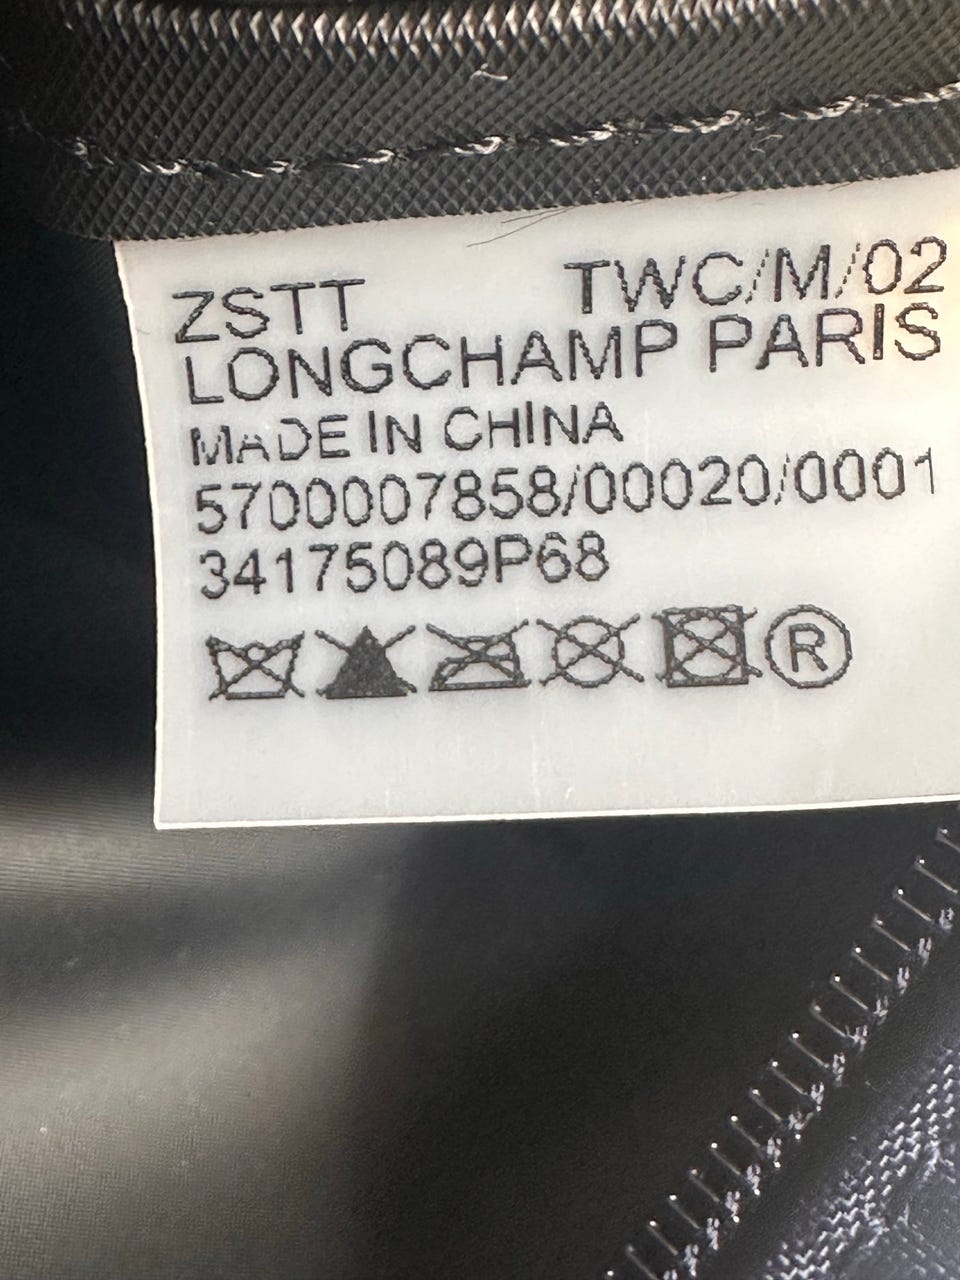 ZSTT TWC/M/02
LONGCHAMP PARIS
MADE IN CHINA
5700007858/00020/0001
34175089P68
R